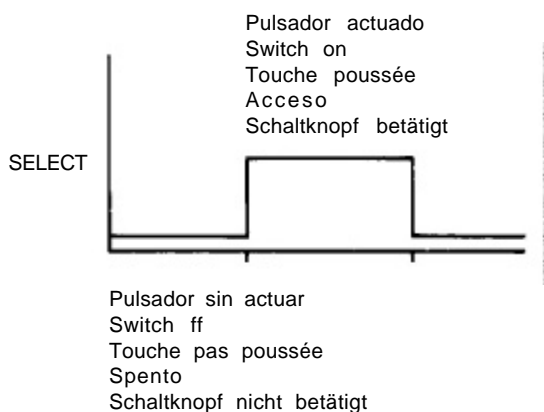 Pulsador actuado
Switch on
Touche poussée
Acceso
Schaltknopf betätigt
SELECT
Pulsador sin actuar
Switch ff
Touche pas poussée
Spento
Schaltknopf nicht betätigt